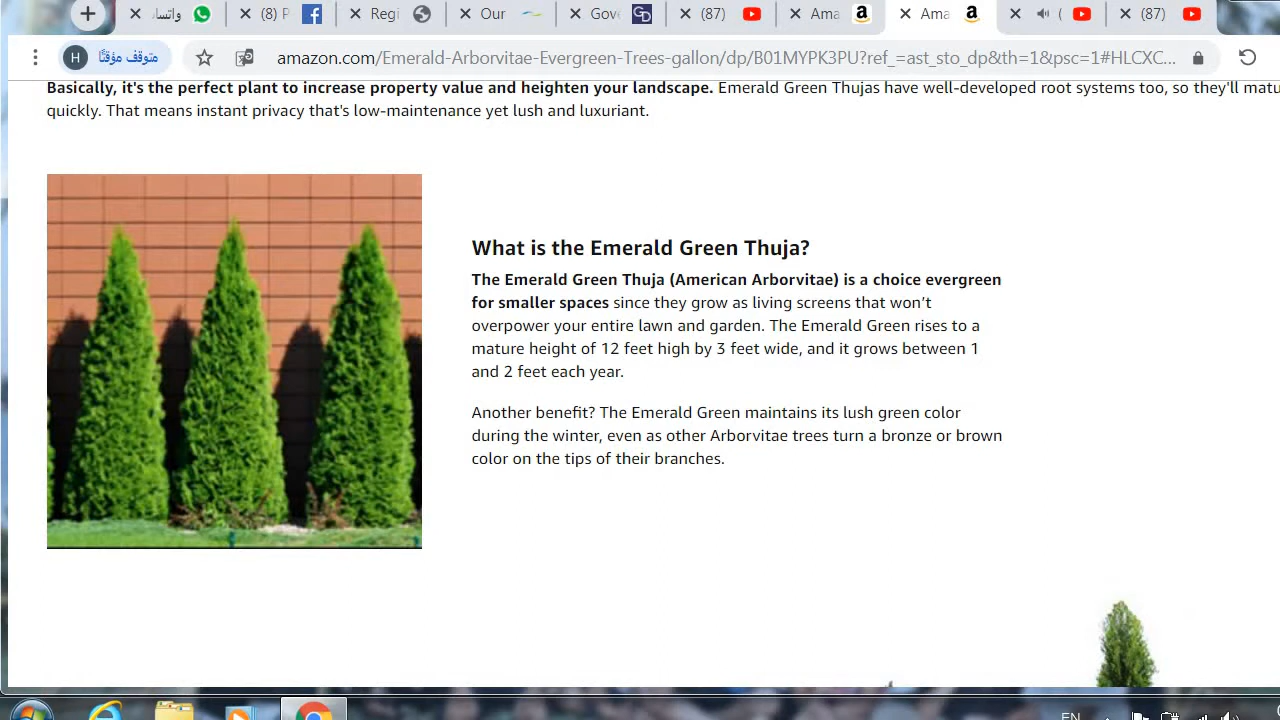 واتسا
(8) P
Regi
Our
Gov
(87)
Ama
Ama
(
(87)
H
متوقف مؤقتًا
amazon.com/Emerald-Arborvitae-Evergreen-Trees-gallon/dp/B01MYPK3PU?ref_=ast_sto_dp&th=1&psc=1#HLCXC...
Basically, it's the perfect plant to increase property value and heighten your landscape. Emerald Green Thujas have well-developed root systems too, so they'll matu
quickly. That means instant privacy that's low-maintenance yet lush and luxuriant.
What is the Emerald Green Thuja?
The Emerald Green Thuja (American Arborvitae) is a choice evergreen
for smaller spaces since they grow as living screens that won’t
overpower your entire lawn and garden. The Emerald Green rises to a
mature height of 12 feet high by 3 feet wide, and it grows between 1
and 2 feet each year.
Another benefit? The Emerald Green maintains its lush green color
during the winter, even as other Arborvitae trees turn a bronze or brown
color on the tips of their branches.
EN